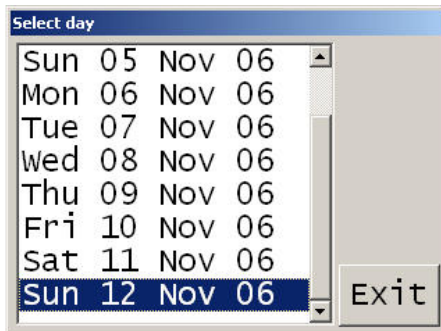 Select day
Sun 05 Nov 06
Mon 06 Nov 06
Tue 07 Nov 06
Wed 08 Nov 06
Thu 09 Nov 06
Fri 10 Nov 06
Sat 11 Nov 06
Sun 12 Nov 06
Exit